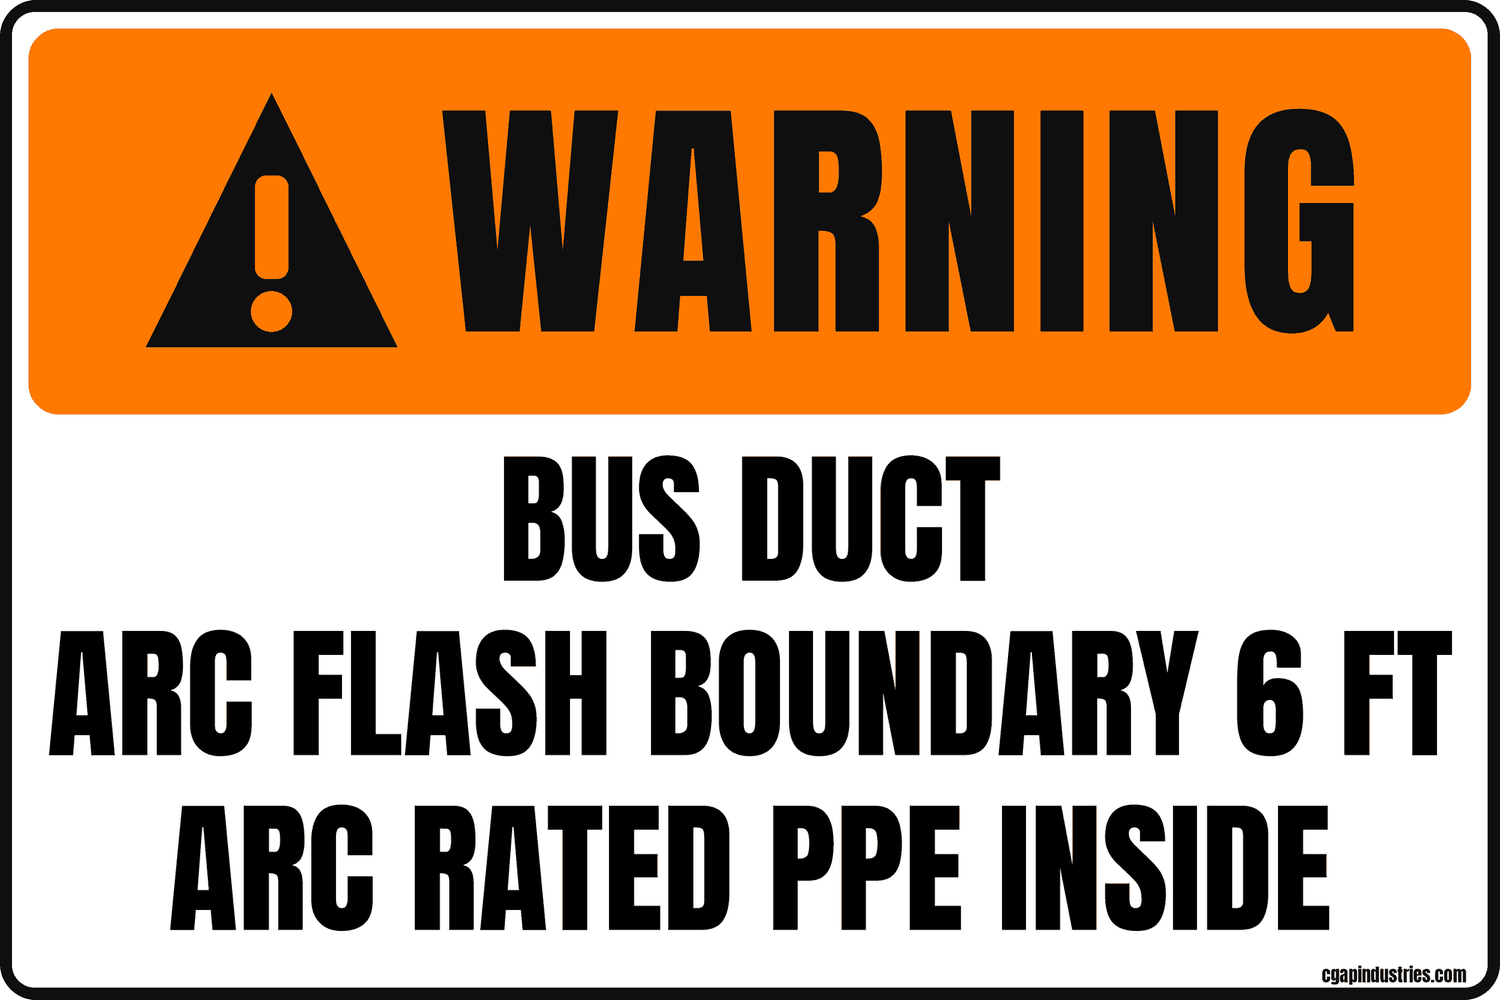 WARNING
BUS DUCT
ARC FLASH BOUNDARY 6 FT
ARC RATED PPE INSIDE
cgapindustries.com